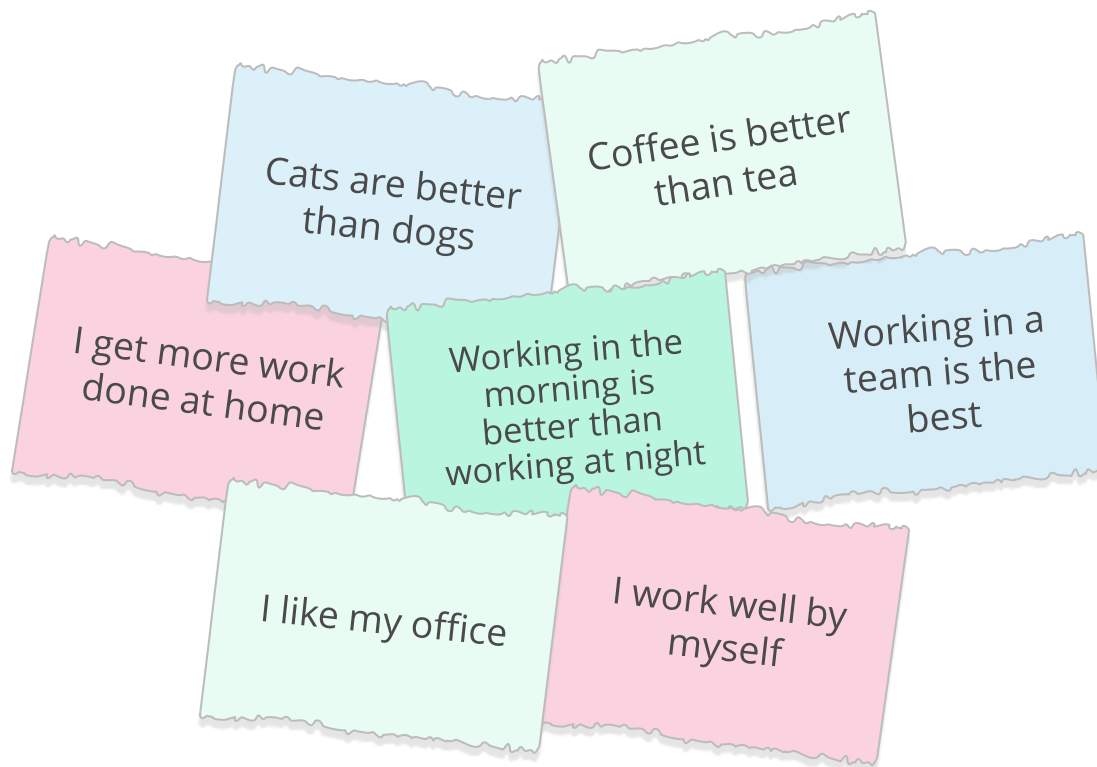 Cats are better
than dogs
Coffee is better
than tea
I get more work
done at home
Working in the
morning is
better than
working at night
Working in a
team is the
best
I like my office
I work well by
myself